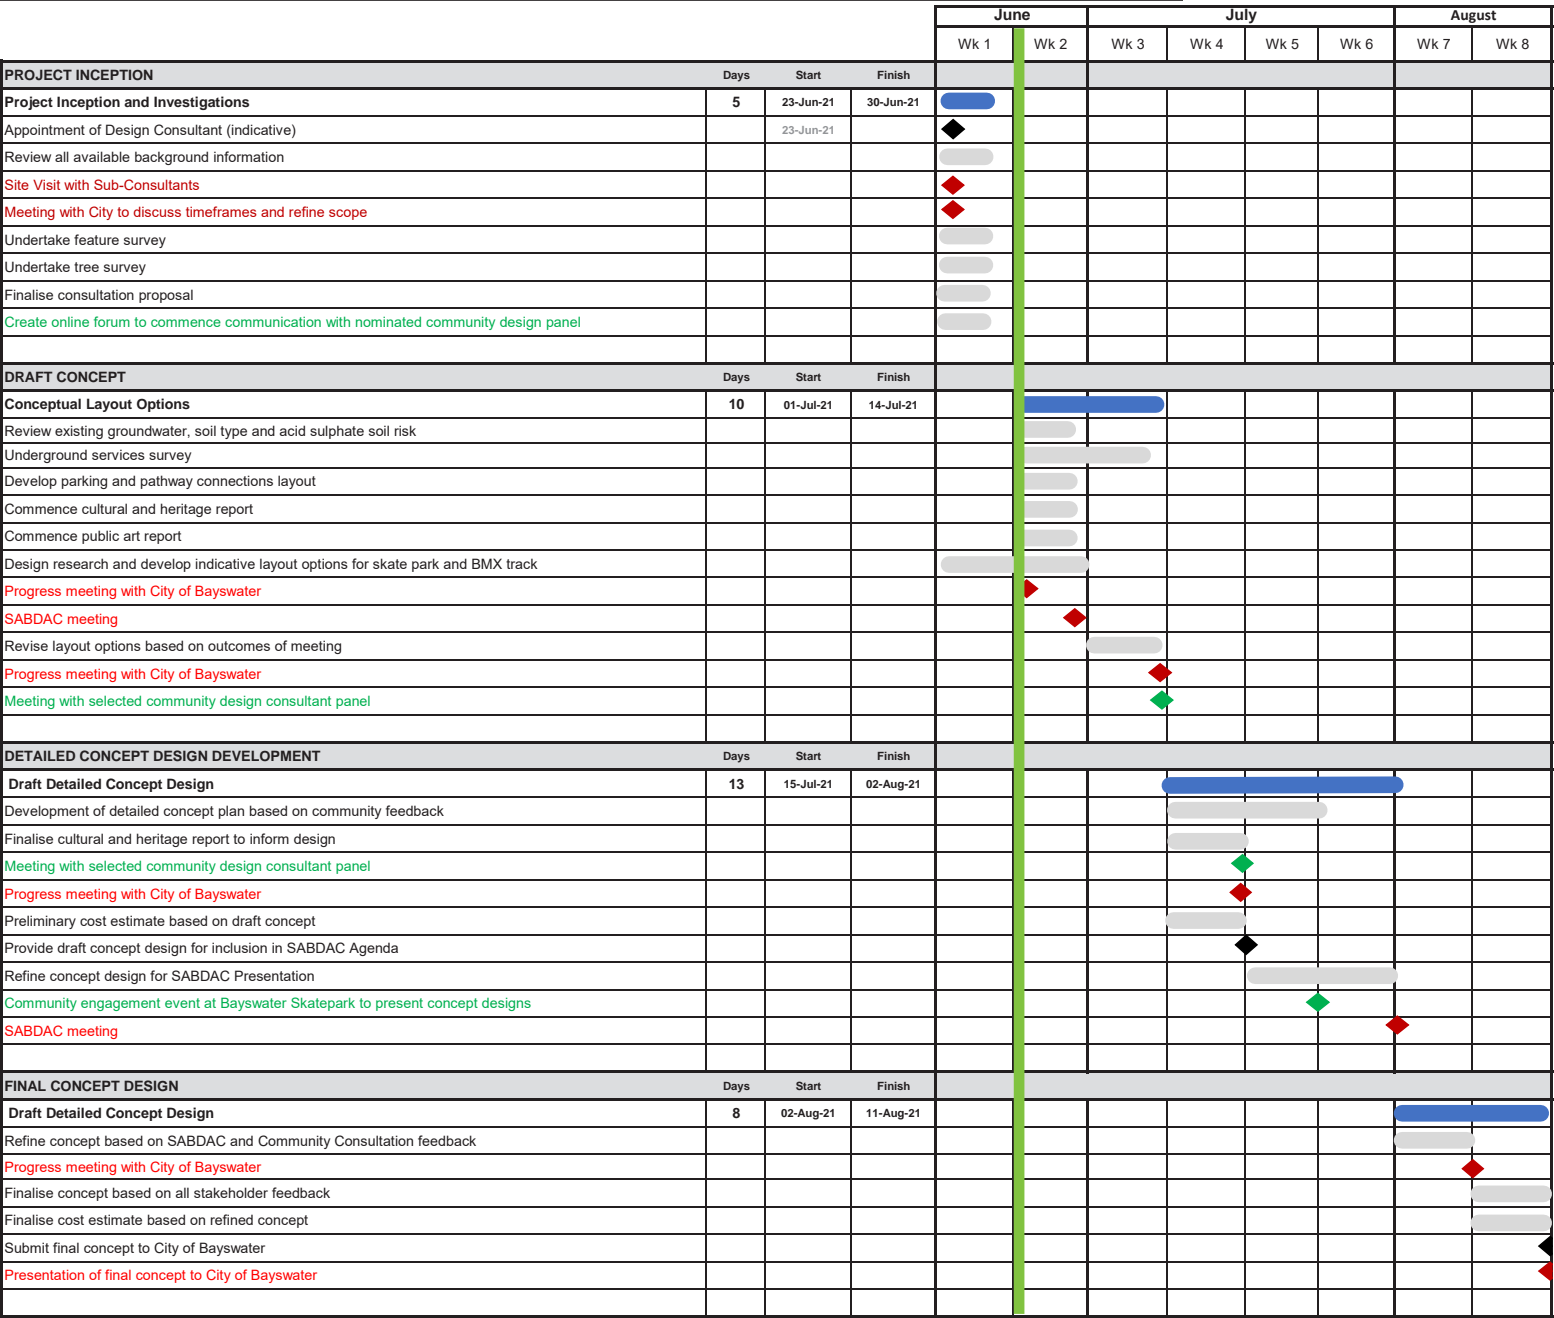 June July August
Wk 1 Wk 2 Wk 3 Wk 4 Wk 5 Wk 6 Wk 7 Wk 8
PROJECT INCEPTION Days Start Finish
Project Inception and Investigations 5 23-Jun-21 30-Jun-21
Appointment of Design Consultant (indicative) 23-Jun-21
Review all available background information
Site Visit with Sub-Consultants
Meeting with City to discuss timeframes and refine scope
Undertake feature survey
Undertake tree survey
Finalise consultation proposal
Create online forum to commence communication with nominated community design panel
DRAFT CONCEPT Days Start Finish
Conceptual Layout Options 10 01-Jul-21 14-Jul-21
Review existing groundwater, soil type and acid sulphate soil risk
Underground services survey
Develop parking and pathway connections layout
Commence cultural and heritage report
Commence public art report
Design research and develop indicative layout options for skate park and BMX track
Progress meeting with City of Bayswater
SABDAC meeting
Revise layout options based on outcomes of meeting
Progress meeting with City of Bayswater
Meeting with selected community design consultant panel
DETAILED CONCEPT DESIGN DEVELOPMENT Days Start Finish
Draft Detailed Concept Design 13 15-Jul-21 02-Aug-21
Development of detailed concept plan based on community feedback
Finalise cultural and heritage report to inform design
Meeting with selected community design consultant panel
Progress meeting with City of Bayswater
Preliminary cost estimate based on draft concept
Provide draft concept design for inclusion in SABDAC Agenda
Refine concept design for SABDAC Presentation
Community engagement event at Bayswater Skatepark to present concept designs
SABDAC meeting
FINAL CONCEPT DESIGN Days Start Finish
Draft Detailed Concept Design 8 02-Aug-21 11-Aug-21
Refine concept based on SABDAC and Community Consultation feedback
Progress meeting with City of Bayswater
Finalise concept based on all stakeholder feedback
Finalise cost estimate based on refined concept
Submit final concept to City of Bayswater
Presentation of final concept to City of Bayswater